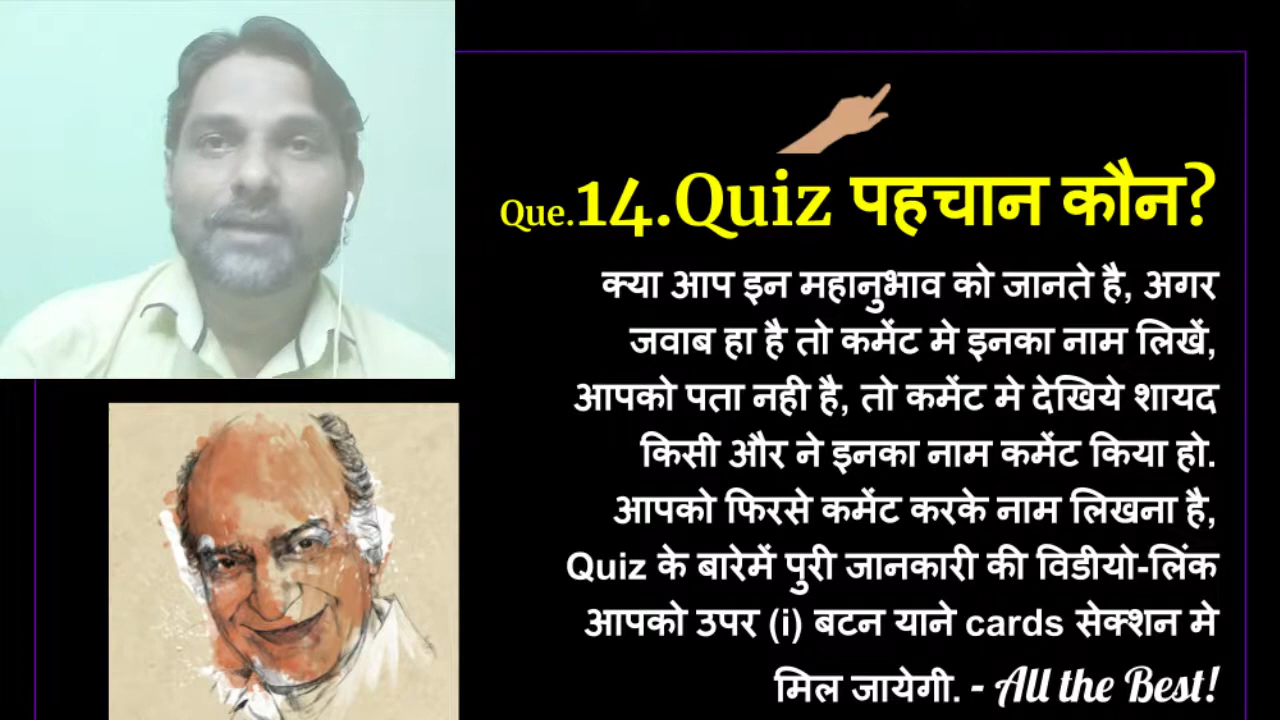 Que.14.Quiz पहचान कौन?
क्या आप इन महानुभाव को जानते है, अगर
जवाब हा है तो कमेंट मे इनका नाम लिखें,
आपको पता नही है, तो कमेंट मे देखिये शायद
किसी और ने इनका नाम कमेंट किया हो.
आपको फिरसे कमेंट करके नाम लिखना है,
Quiz के बारेमें पुरी जानकारी की विडीयो-लिंक
आपको उपर (i) बटन याने cards सेक्शन मे
मिल जायेगी. - All the Best!